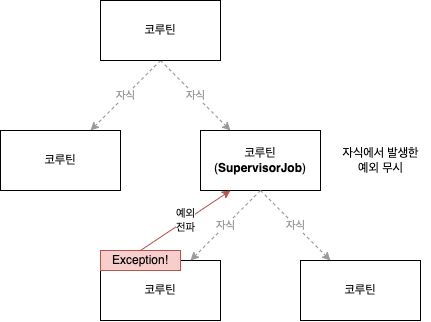 코루틴
자식
자식
코루틴
코루틴
(SupervisorJob)
자식에서 발생한
예외 무시
예외
전파
자식
자식
Exception!
코루틴
코루틴